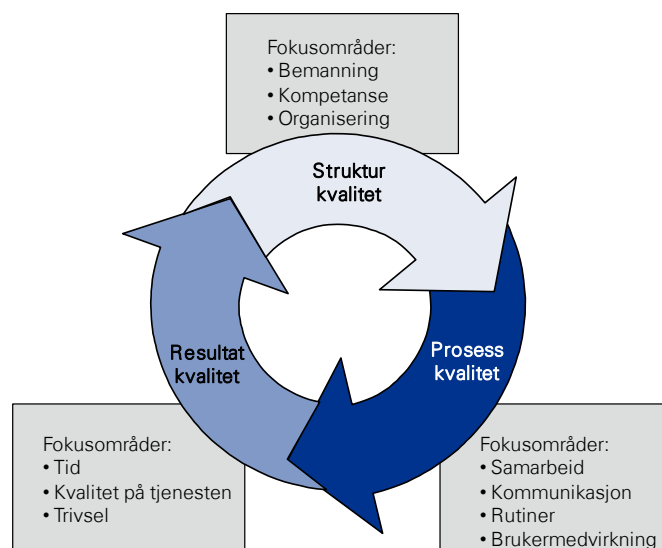 Fokusområder:
• Bemanning
• Kompetanse
• Organisering
Struktur
kvalitet
Prosess
kvalitet
Resultat
kvalitet
Fokusområder:
• Tid
• Kvalitet på tjenesten
• Trivsel
Fokusområder:
• Samarbeid
• Kommunikasjon
• Rutiner
• Brukermedvirkning